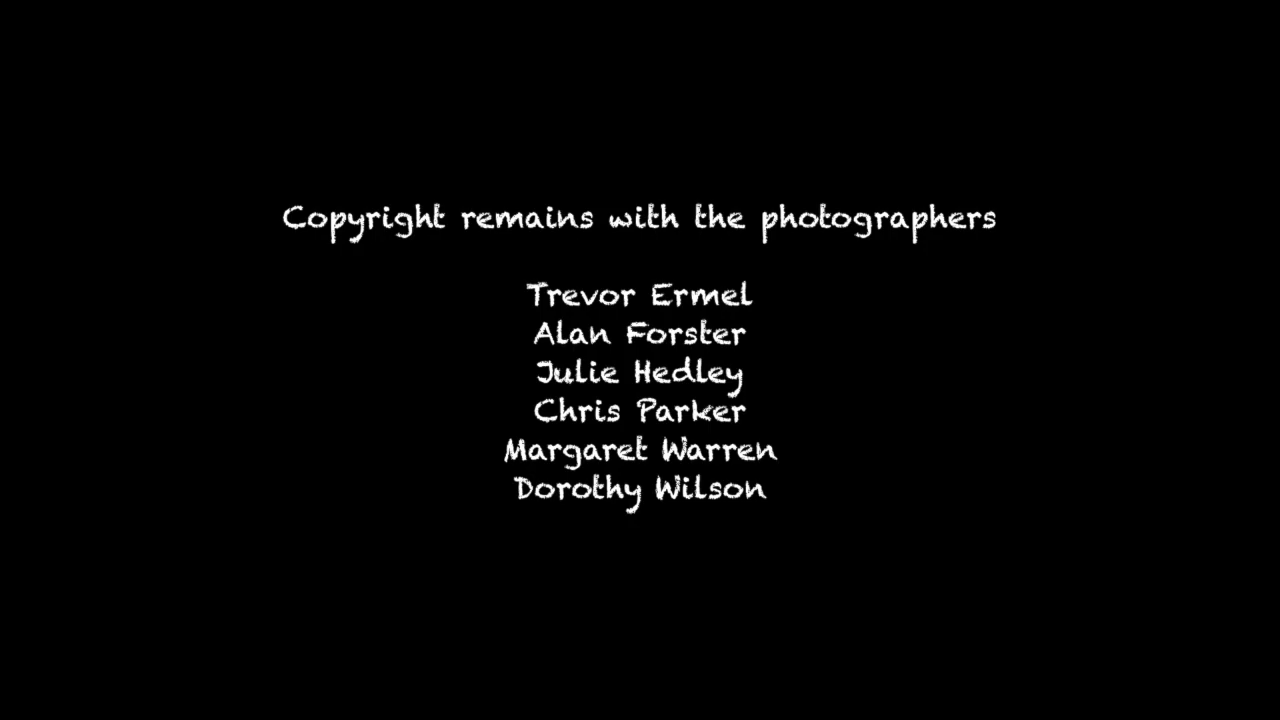 Copyright remains with the photographers
Trevor Ermel
Alan Forster
Julie Hedley
Chris Parker
Margaret Warren
Dorothy Wilson